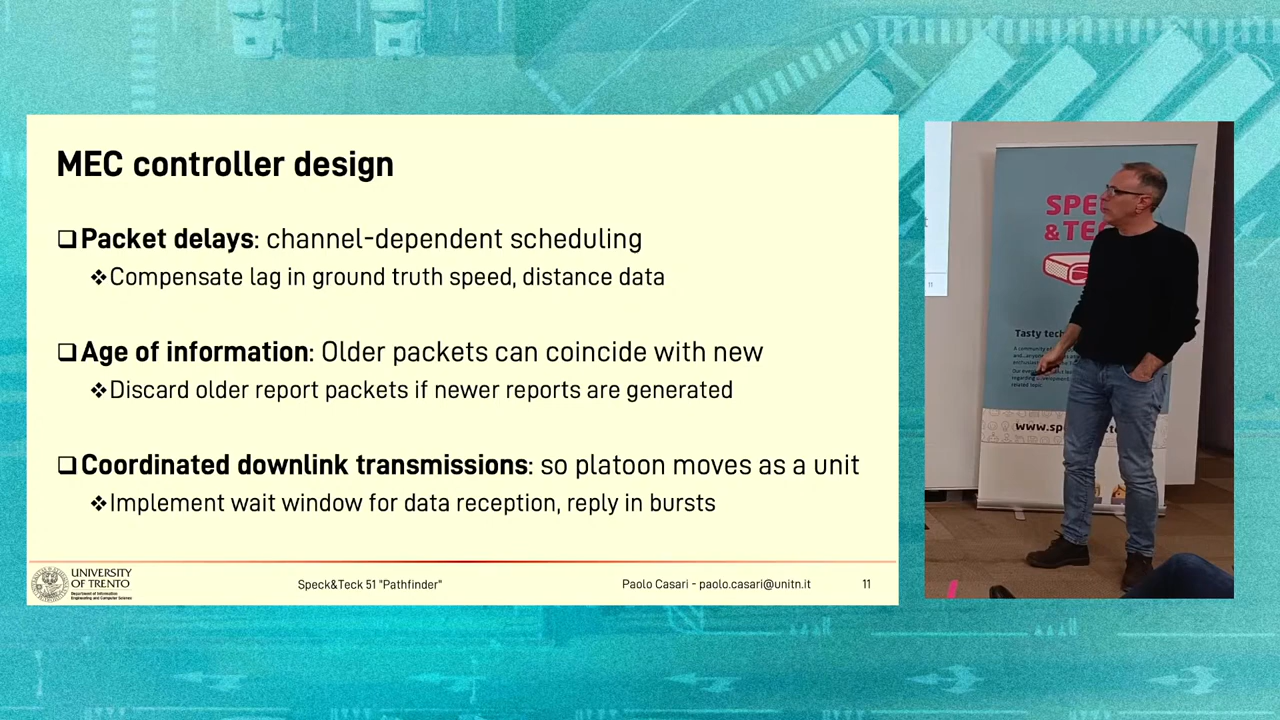 MEC controller design
Packet delays: channel-dependent scheduling
Compensate lag in ground truth speed, distance data
Age of information: Older packets can coincide with new
Discard older report packets if newer reports are generated
Coordinated downlink transmissions: so platoon moves as a unit
Implement wait window for data reception, reply in bursts
UNIVERSITY
OF TRENTO
Department of Information
Engineering and Computer Science
Speck&Teck 51 "Pathfinder"
Paolo Casari - paolo.casari@unitn.it
11
11
SPE
&TE
Tasty tech
www.sp